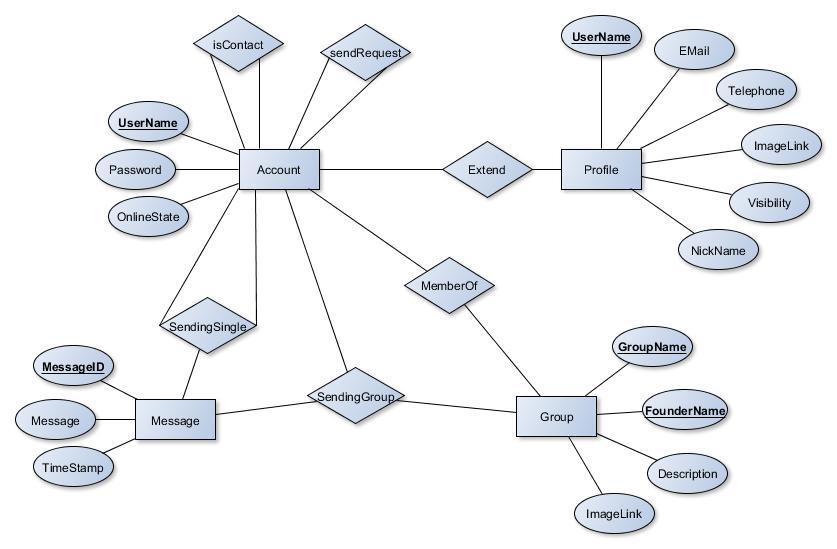 isContact
sendRequest
UserName
EMail
Telephone
ImageLink
Visibility
NickName
UserName
Password
OnlineState
Account
Extend
Profile
MemberOf
SendingSingle
MessageID
Message
TimeStamp
Message
SendingGroup
Group
GroupName
FounderName
Description
ImageLink